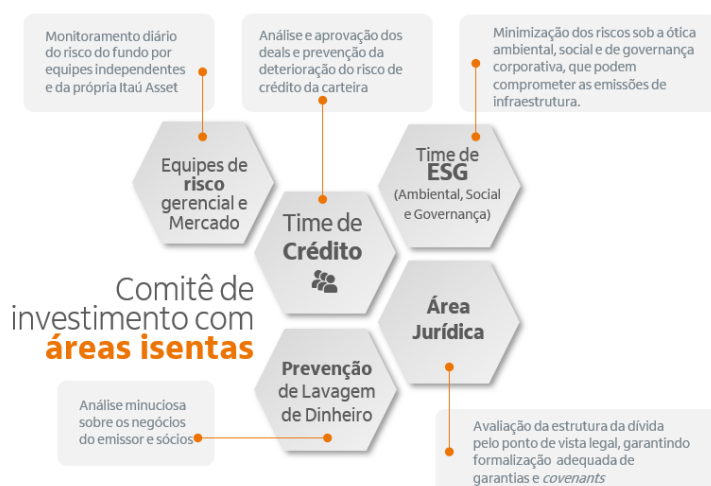 Monitoramento diário
do risco do fundo por
equipes independentes
e da própria Itaú Asset
Análise e aprovação dos
deals e prevenção da
deterioração do risco de
crédito da carteira
Minimização dos riscos sob a ótica
ambiental, social e de governança
corporativa, que podem
comprometer as emissões de
infraestrutura.
Equipes de
risco
gerencial e
Mercado
Time de
Crédito
Time de
ESG
(Ambiental, Social
e Governança)
Comitê de
investimento com
áreas isentas
Área
Jurídica
Prevenção
de Lavagem
de Dinheiro
Análise minuciosa
sobre os negócios
do emissor e sócios
Avaliação da estrutura da dívida
pelo ponto de vista legal, garantindo
formalização adequada de
garantias e covenants